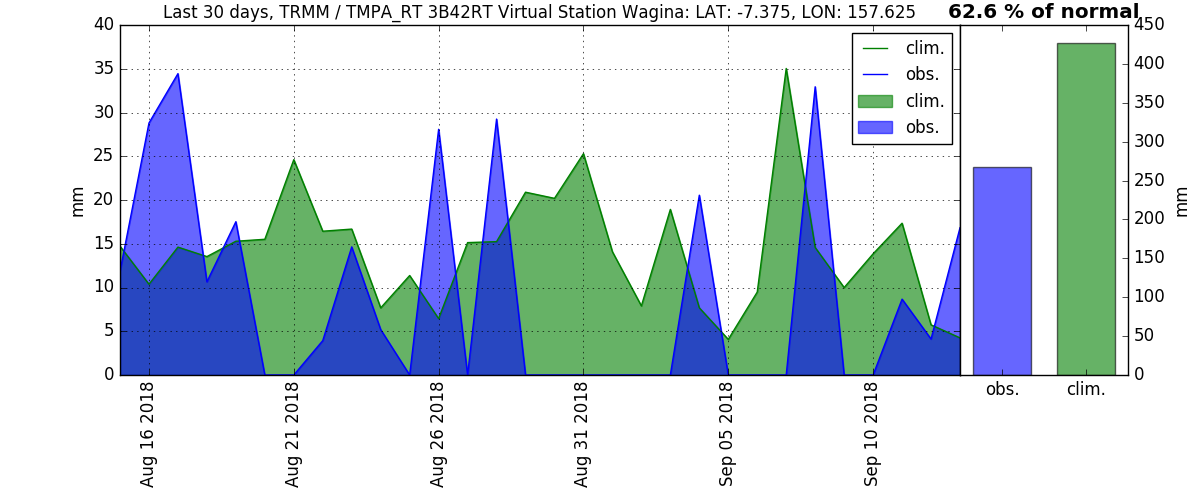 Last 30 days, TRMM / TMPA_RT 3B42RT Virtual Station Wagina: LAT: -7.375, LON: 157.625
62.6 % of normal
40
35
30
25
20
15
10
5
0
mm
clim.
obs.
clim.
obs.
Aug 16 2018
Aug 21 2018
Aug 26 2018
Aug 31 2018
Sep 05 2018
Sep 10 2018
450
400
350
300
250
200
150
100
50
0
mm
obs.
clim.